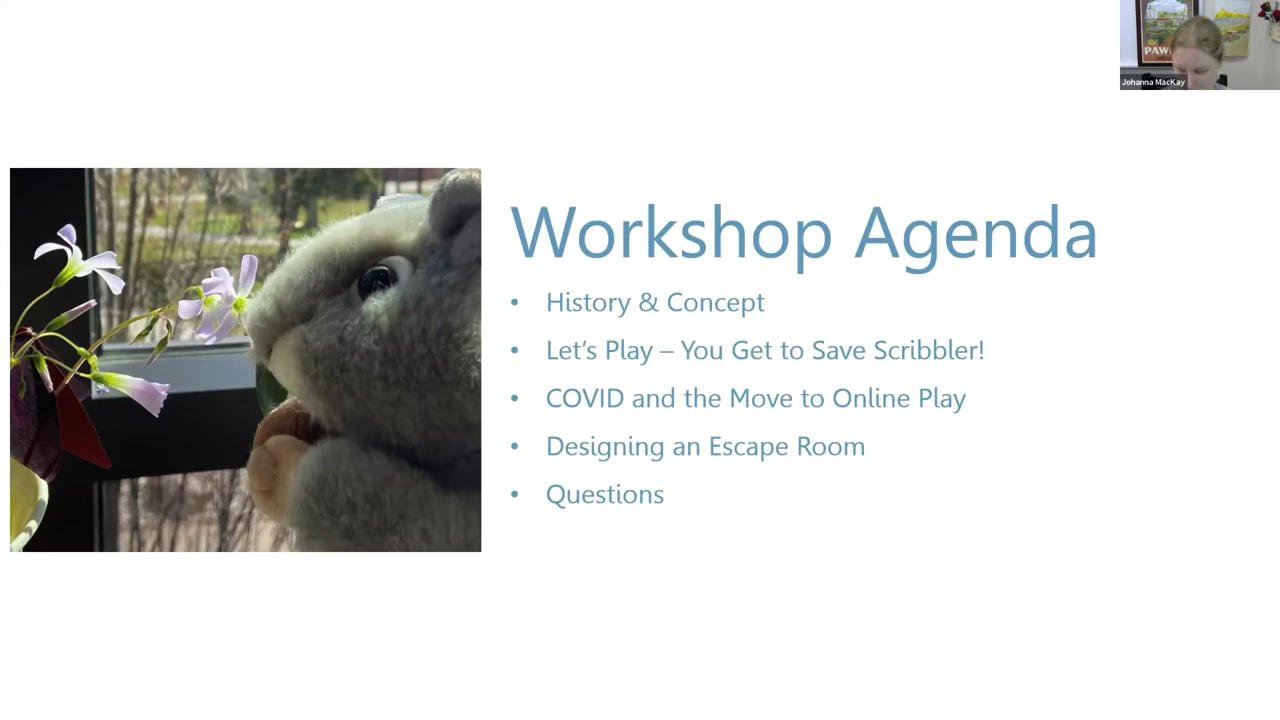 PAW
Johanna MacKay
Workshop Agenda
• History & Concept
• Let's Play – You Get to Save Scribbler!
• COVID and the Move to Online Play
• Designing an Escape Room
• Questions